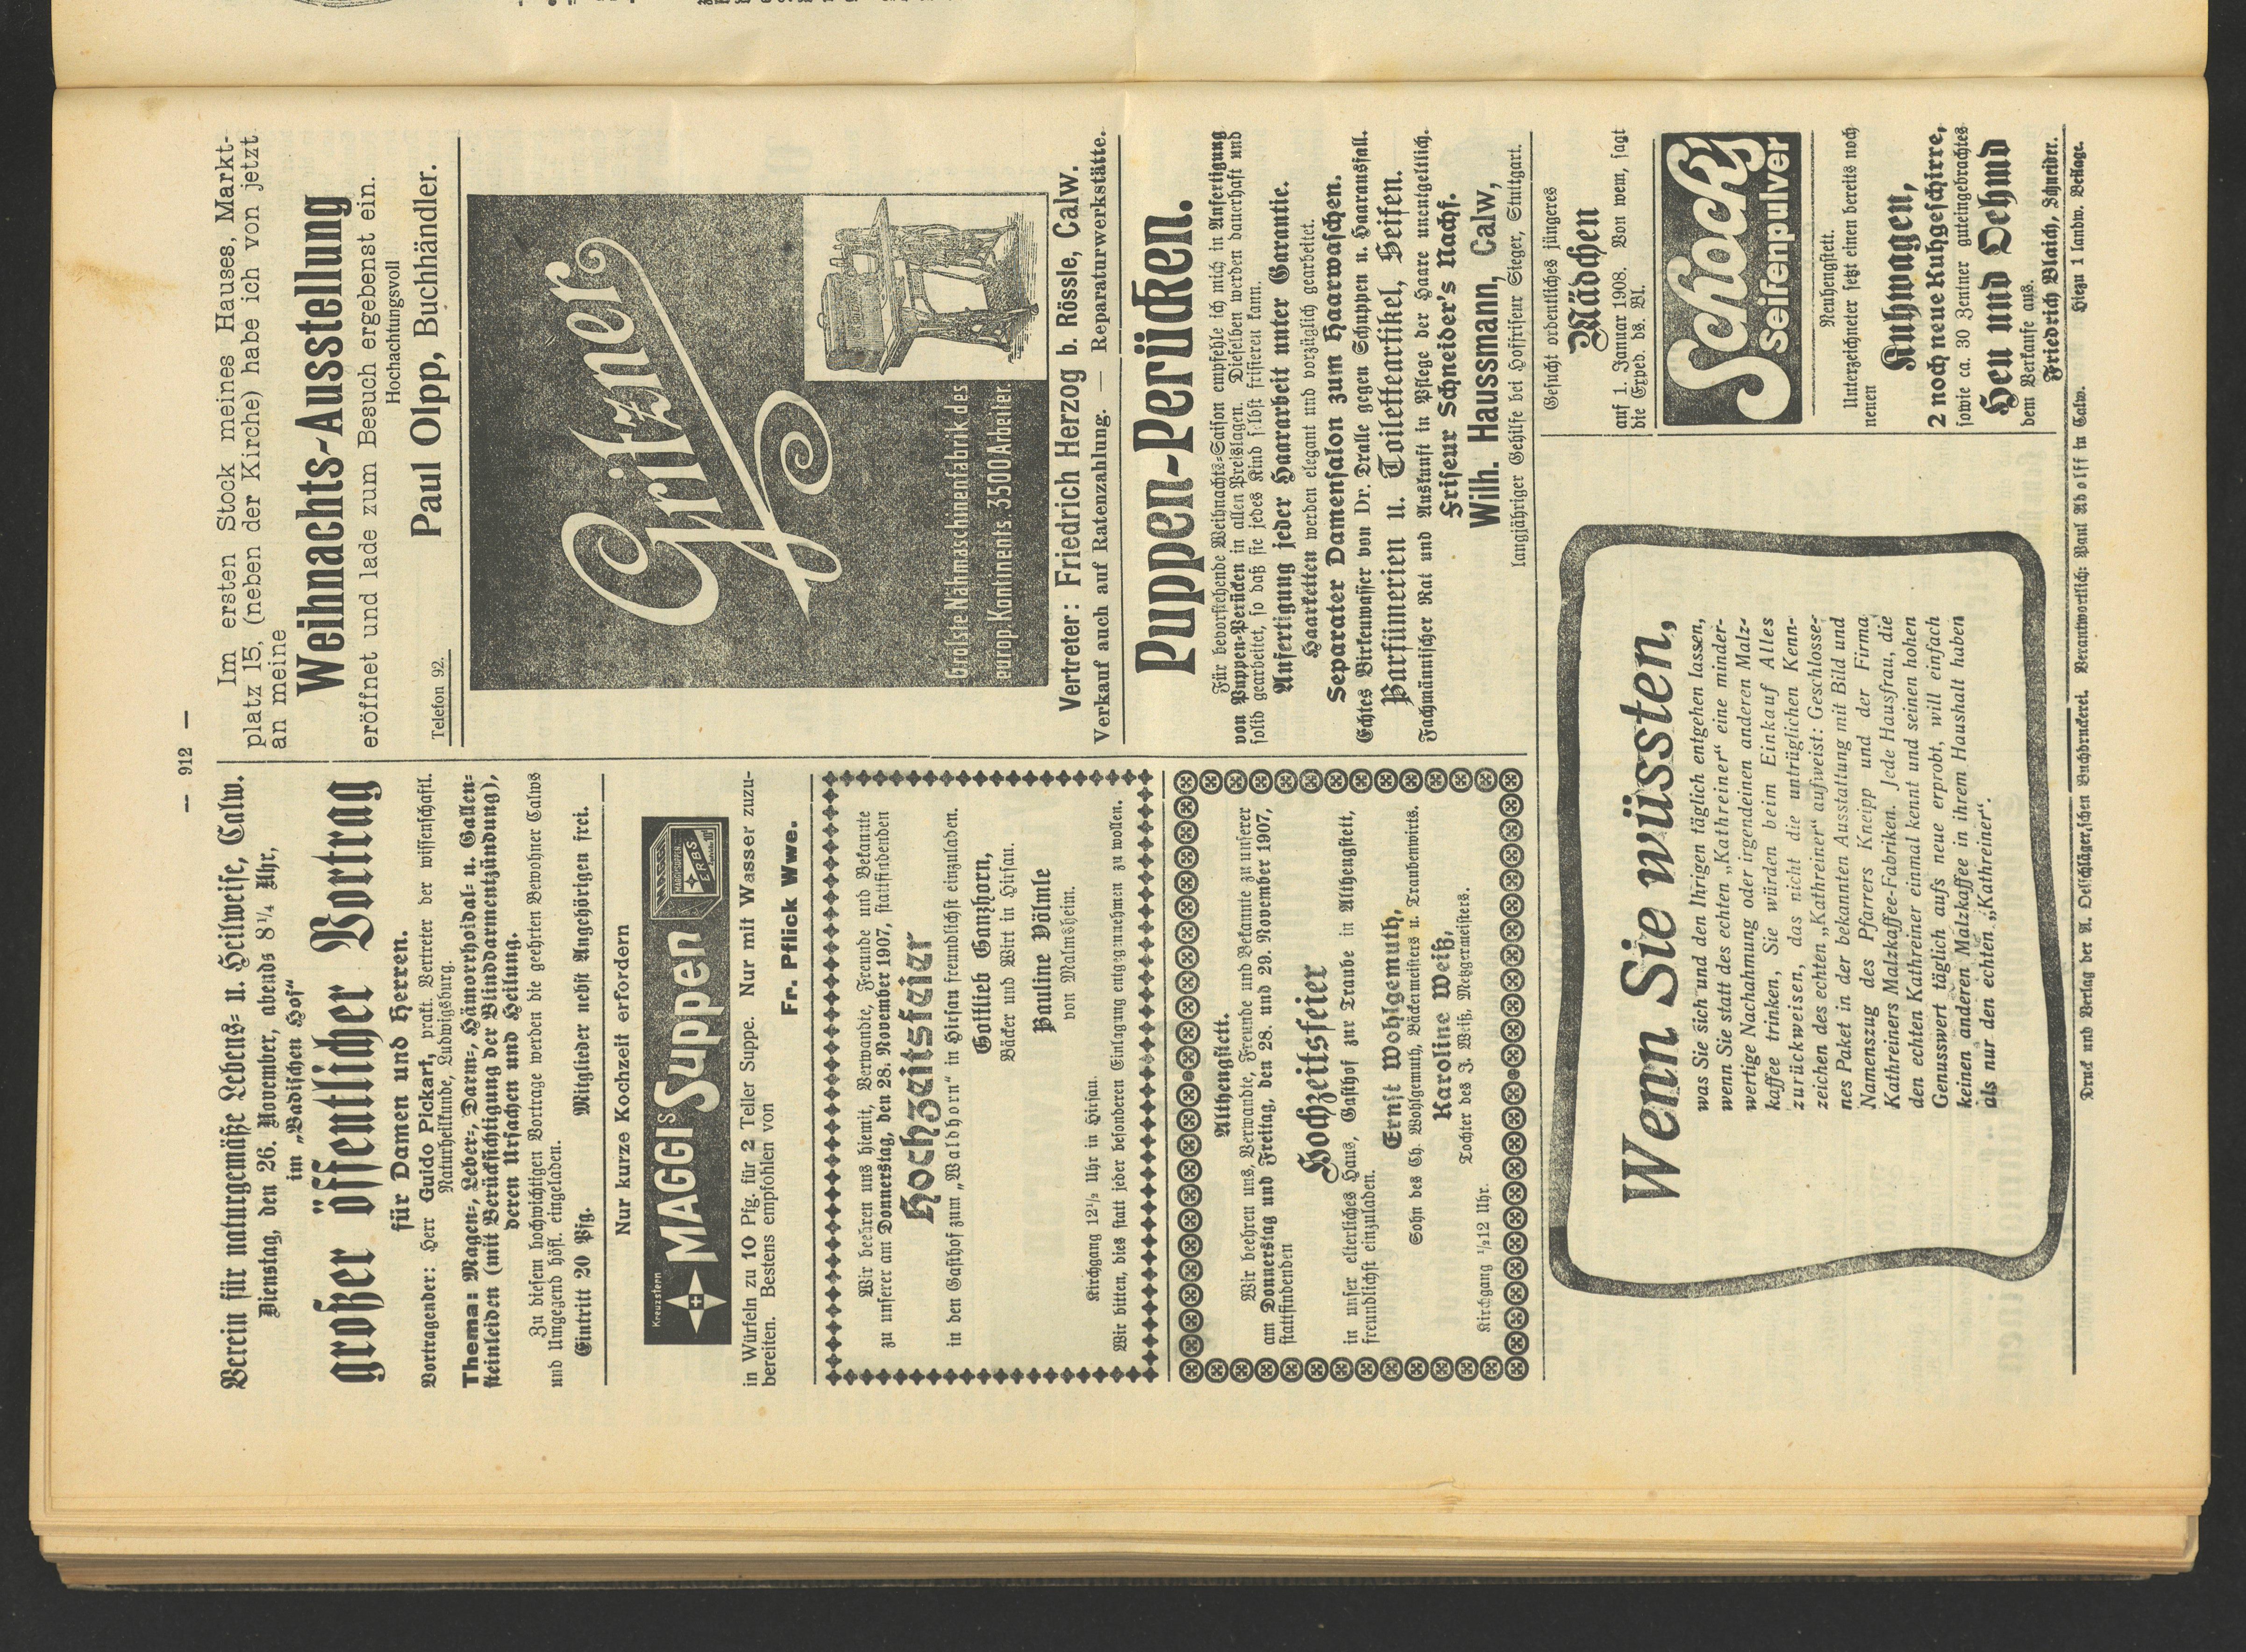 — 912 —
Verein für naturgemäße Lebens- u. Heilweise, Calw.
Dienstag, den 26. November, abends 8¼ Uhr,
im „Badischen Hof“
großer öffentlicher Vortrag
für Damen und Herren.
Vortragender: Herr Guido Pickart, prakt. Vertreter der wissenschaftl.
Naturheilkunde, Ludwigsburg.
Thema: Magen-, Leber-, Darm-, Hämorrhoidal- u. Gallen-
steinleiden (mit Berücksichtigung der Blinddarmentzündung),
deren Ursachen und Heilung.
Zu diesem hochwichtigen Vortrage werden die geehrten Bewohner Calws
und Umgegend höfl. eingeladen.
Eintritt 20 Pfg. Mitglieder nebst Angehörigen frei.
Nur kurze Kochzeit erfordern
Kreuzstern
MAGGI's Suppen
ERBS
in Würfeln zu 10 Pfg. für 2 Teller Suppe. Nur mit Wasser zuzu-
bereiten. Bestens empfohlen von
Fr. Pflick Wwe.
Wir beehren uns hiemit, Verwandte, Freunde und Bekannte
zu unserer am Donnerstag, den 28. November 1907, stattfindenden
Hochzeitsfeier
in den Gasthof zum „Waldhorn“ in Hirsau freundlichst einzuladen.
Gottlieb Ganzhorn,
Bäcker und Wirt in Hirsau.
Pauline Völmle
von Malmsheim.
Kirchgang 12½ Uhr in Hirsau.
Wir bitten, dies statt jeder besonderen Einladung entgegennehmen zu wollen.
Althengstett.
Wir beehren uns, Verwandte, Freunde und Bekannte zu unserer
am Donnerstag und Freitag, den 28. und 29. November 1907,
stattfindenden
Hochzeitsfeier
in unser elterliches Haus, Gasthof zur Traube in Althengstett,
freundlichst einzuladen.
Ernst Wohlgemuth,
Sohn des Ch. Wohlgemuth, Bäckermeisters u. Traubenwirts.
Karoline Weiß,
Tochter des J. Weiß, Metzgermeisters.
Kirchgang ½12 Uhr.
Im ersten Stock meines Hauses, Markt-
platz 15, (neben der Kirche) habe ich von jetzt
an meine
Weihnachts-Ausstellung
eröffnet und lade zum Besuch ergebenst ein.
Hochachtungsvoll
Paul Olpp, Buchhändler.
Telefon 92.
Gritzner
Grösste Nähmaschinenfabrik des
europ. Kontinents. 3500 Arbeiter.
Vertreter: Friedrich Herzog b. Rössle, Calw.
Verkauf auch auf Ratenzahlung. — Reparaturwerkstätte.
Puppen-Perücken.
Für bevorstehende Weihnachts-Saison empfehle ich mich in Anfertigung
von Puppen-Perücken in allen Preislagen. Dieselben werden dauerhaft und
solid gearbeitet, so daß sie jedes Kind selbst frisieren kann.
Anfertigung jeder Haararbeit unter Garantie.
Haarketten werden elegant und vorzüglich gearbeitet.
Separater Damensalon zum Haarwaschen.
Echtes Birkenwasser von Dr. Dralle gegen Schuppen u. Haarausfall.
Parfümerien u. Toiletteartikel, Seifen.
Fachmännischer Rat und Auskunft in Pflege der Haare unentgeltlich.
Friseur Schneider's Nachf.
Wilh. Haussmann, Calw,
langjähriger Gehilfe bei Hoffriseur Sieger, Stuttgart.
Wenn Sie wüssten,
was Sie sich und den Ihrigen täglich entgehen lassen,
wenn Sie statt des echten „Kathreiner“ eine minder-
wertige Nachahmung oder irgendeinen anderen Malz-
kaffee trinken, Sie würden beim Einkauf Alles
zurückweisen, das nicht die untrüglichen Kenn-
zeichen des echten „Kathreiner“ aufweist: Geschlosse-
nes Paket in der bekannten Ausstattung mit Bild und
Namenszug des Pfarrers Kneipp und der Firma
Kathreiners Malzkaffee-Fabriken. Jede Hausfrau, die
den echten Kathreiner einmal kennt und seinen hohen
Genusswert täglich aufs neue erprobt, will einfach
keinen anderen Malzkaffee in ihrem Haushalt haben
als nur den echten „Kathreiner“.
Gesucht ordentliches jüngeres
Mädchen
auf 1. Januar 1908. Von wem, sagt
die Exped. ds. Bl.
Schock's
Seifenpulver
Neuhengstett.
Unterzeichneter setzt einen bereits noch
neuen
Kuhwagen,
2 noch neue Kuhgeschirre,
sowie ca. 30 Zentner guteingebrachtes
Heu und Oehmd
dem Verkaufe aus.
Friedrich Blaich, Schneider.
Druck und Verlag der A. Oelschläger'schen Buchdruckerei. Verantwortlich: Paul Adolff in Calw. Hiezu 1 landw. Beilage.